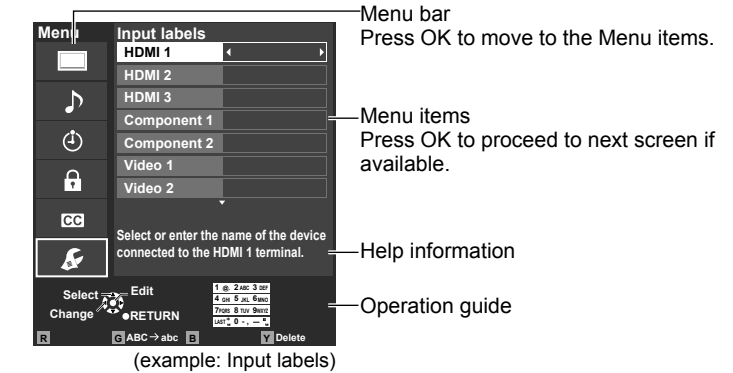 Menu
Input labels
HDMI 1
HDMI 2
HDMI 3
Component 1
Component 2
Video 1
Video 2
CC
Select or enter the name of the device
connected to the HDMI 1 terminal.
Select
Edit
Change
RETURN
1 @. 2 ABC 3 DEF
4 GHI 5 JKL 6 MNO
7 PQRS 8 TUV 9 WXYZ
LAST 0 - , —
R
G ABC→abc
B
Y Delete
Menu bar
Press OK to move to the Menu items.
Menu items
Press OK to proceed to next screen if
available.
Help information
Operation guide
(example: Input labels)